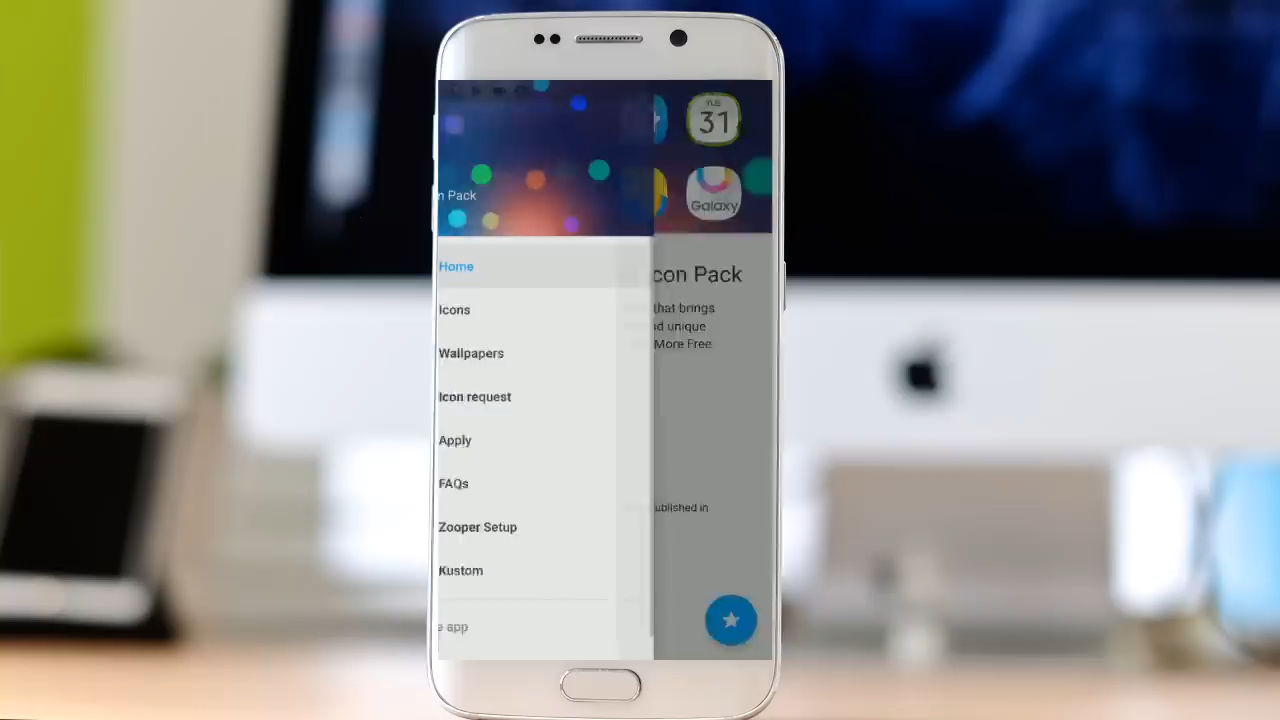 TUE
31
n Pack
Galaxy
Home
con Pack
Icons
that brings
d unique
More Free
Wallpapers
Icon request
Apply
FAQs
ublished in
Zooper Setup
Kustom
e app